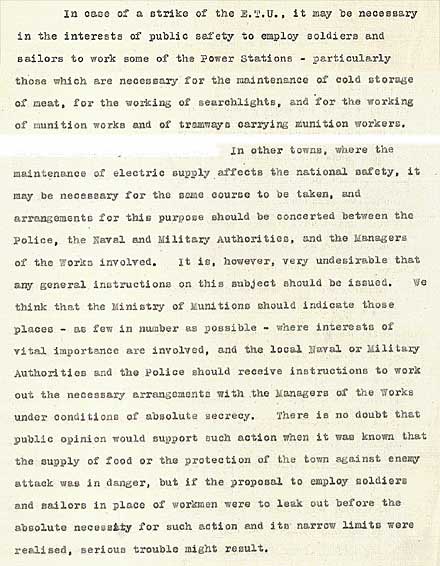 In case of a strike of the E.T.U., it may be necessary
in the interests of public safety to employ soldiers and
sailors to work some of the Power Stations - particularly
those which are necessary for the maintenance of cold storage
of meat, for the working of searchlights, and for the working
of munition works and of tramways carrying munition workers.
In other towns, where the
maintenance of electric supply affects the national safety, it
may be necessary for the same course to be taken, and
arrangements for this purpose should be concerted between the
Police, the Naval and Military Authorities, and the Managers
of the Works involved. It is, however, very undesirable that
any general instructions on this subject should be issued. We
think that the Ministry of Munitions should indicate those
places - as few in number as possible - where interests of
vital importance are involved, and the local Naval or Military
Authorities and the Police should receive instructions to work
out the necessary arrangements with the Managers of the Works
under conditions of absolute secrecy. There is no doubt that
public opinion would support such action when it was known that
the supply of food or the protection of the town against enemy
attack was in danger, but if the proposal to employ soldiers
and sailors in place of workmen were to leak out before the
absolute necessity for such action and its narrow limits were
realised, serious trouble might result.